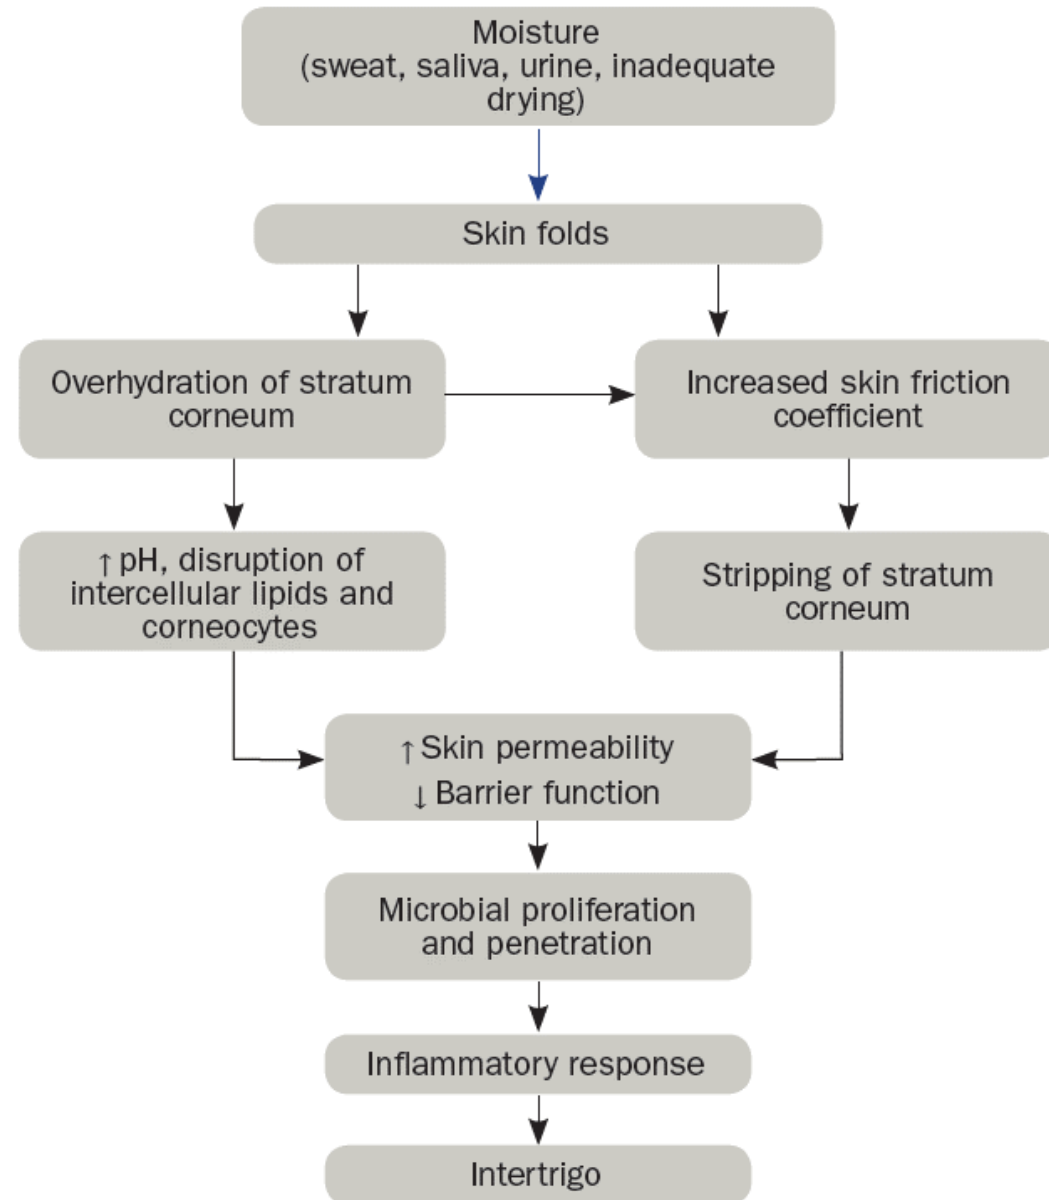 Moisture
(sweat, saliva, urine, inadequate
drying)
Skin folds
Overhydration of stratum
corneum
Increased skin friction
coefficient
↑ pH, disruption of
intercellular lipids and
corneocytes
Stripping of stratum
corneum
↑ Skin permeability
↓ Barrier function
Microbial proliferation
and penetration
Inflammatory response
Intertrigo